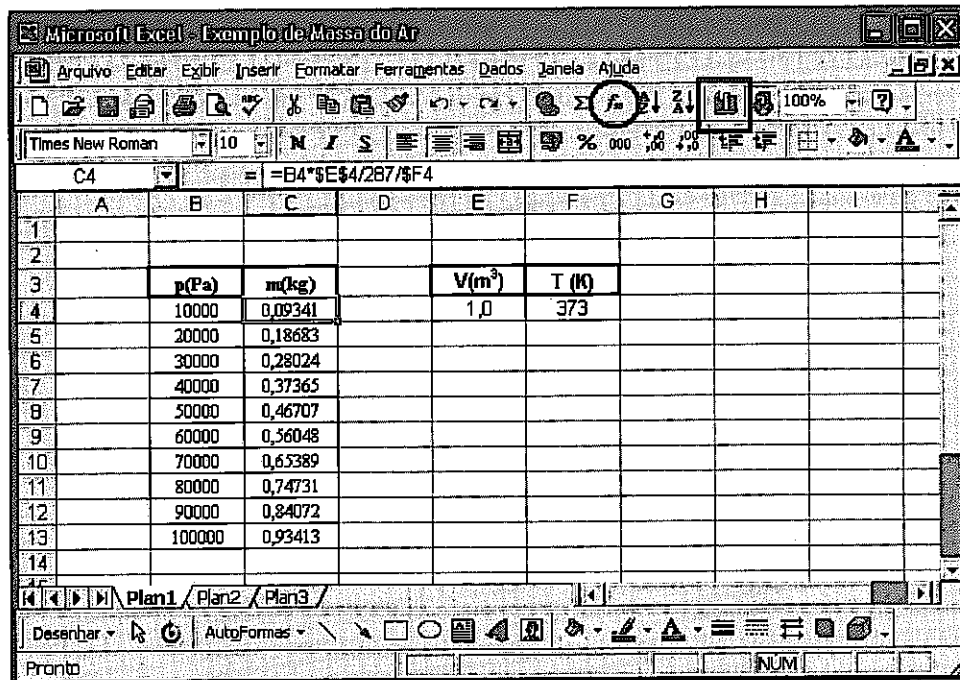 Microsoft Excel - Exemplo de Massa do Ar
Arquivo Editar Exibir Inserir Formatar Ferramentas Dados Janela Ajuda
100%
Times New Roman 10 N I S % 000
C4 = =B4*$E$4/287/$F4
A B C D E F G H I
1
2
3 p(Pa) m(kg) V(m³) T (K)
4 10000 0,09341 1,0 373
5 20000 0,18683
6 30000 0,28024
7 40000 0,37365
8 50000 0,46707
9 60000 0,56048
10 70000 0,65389
11 80000 0,74731
12 90000 0,84072
13 100000 0,93413
14
Plan1 Plan2 Plan3
Desenhar AutoFormas
Pronto NÚM